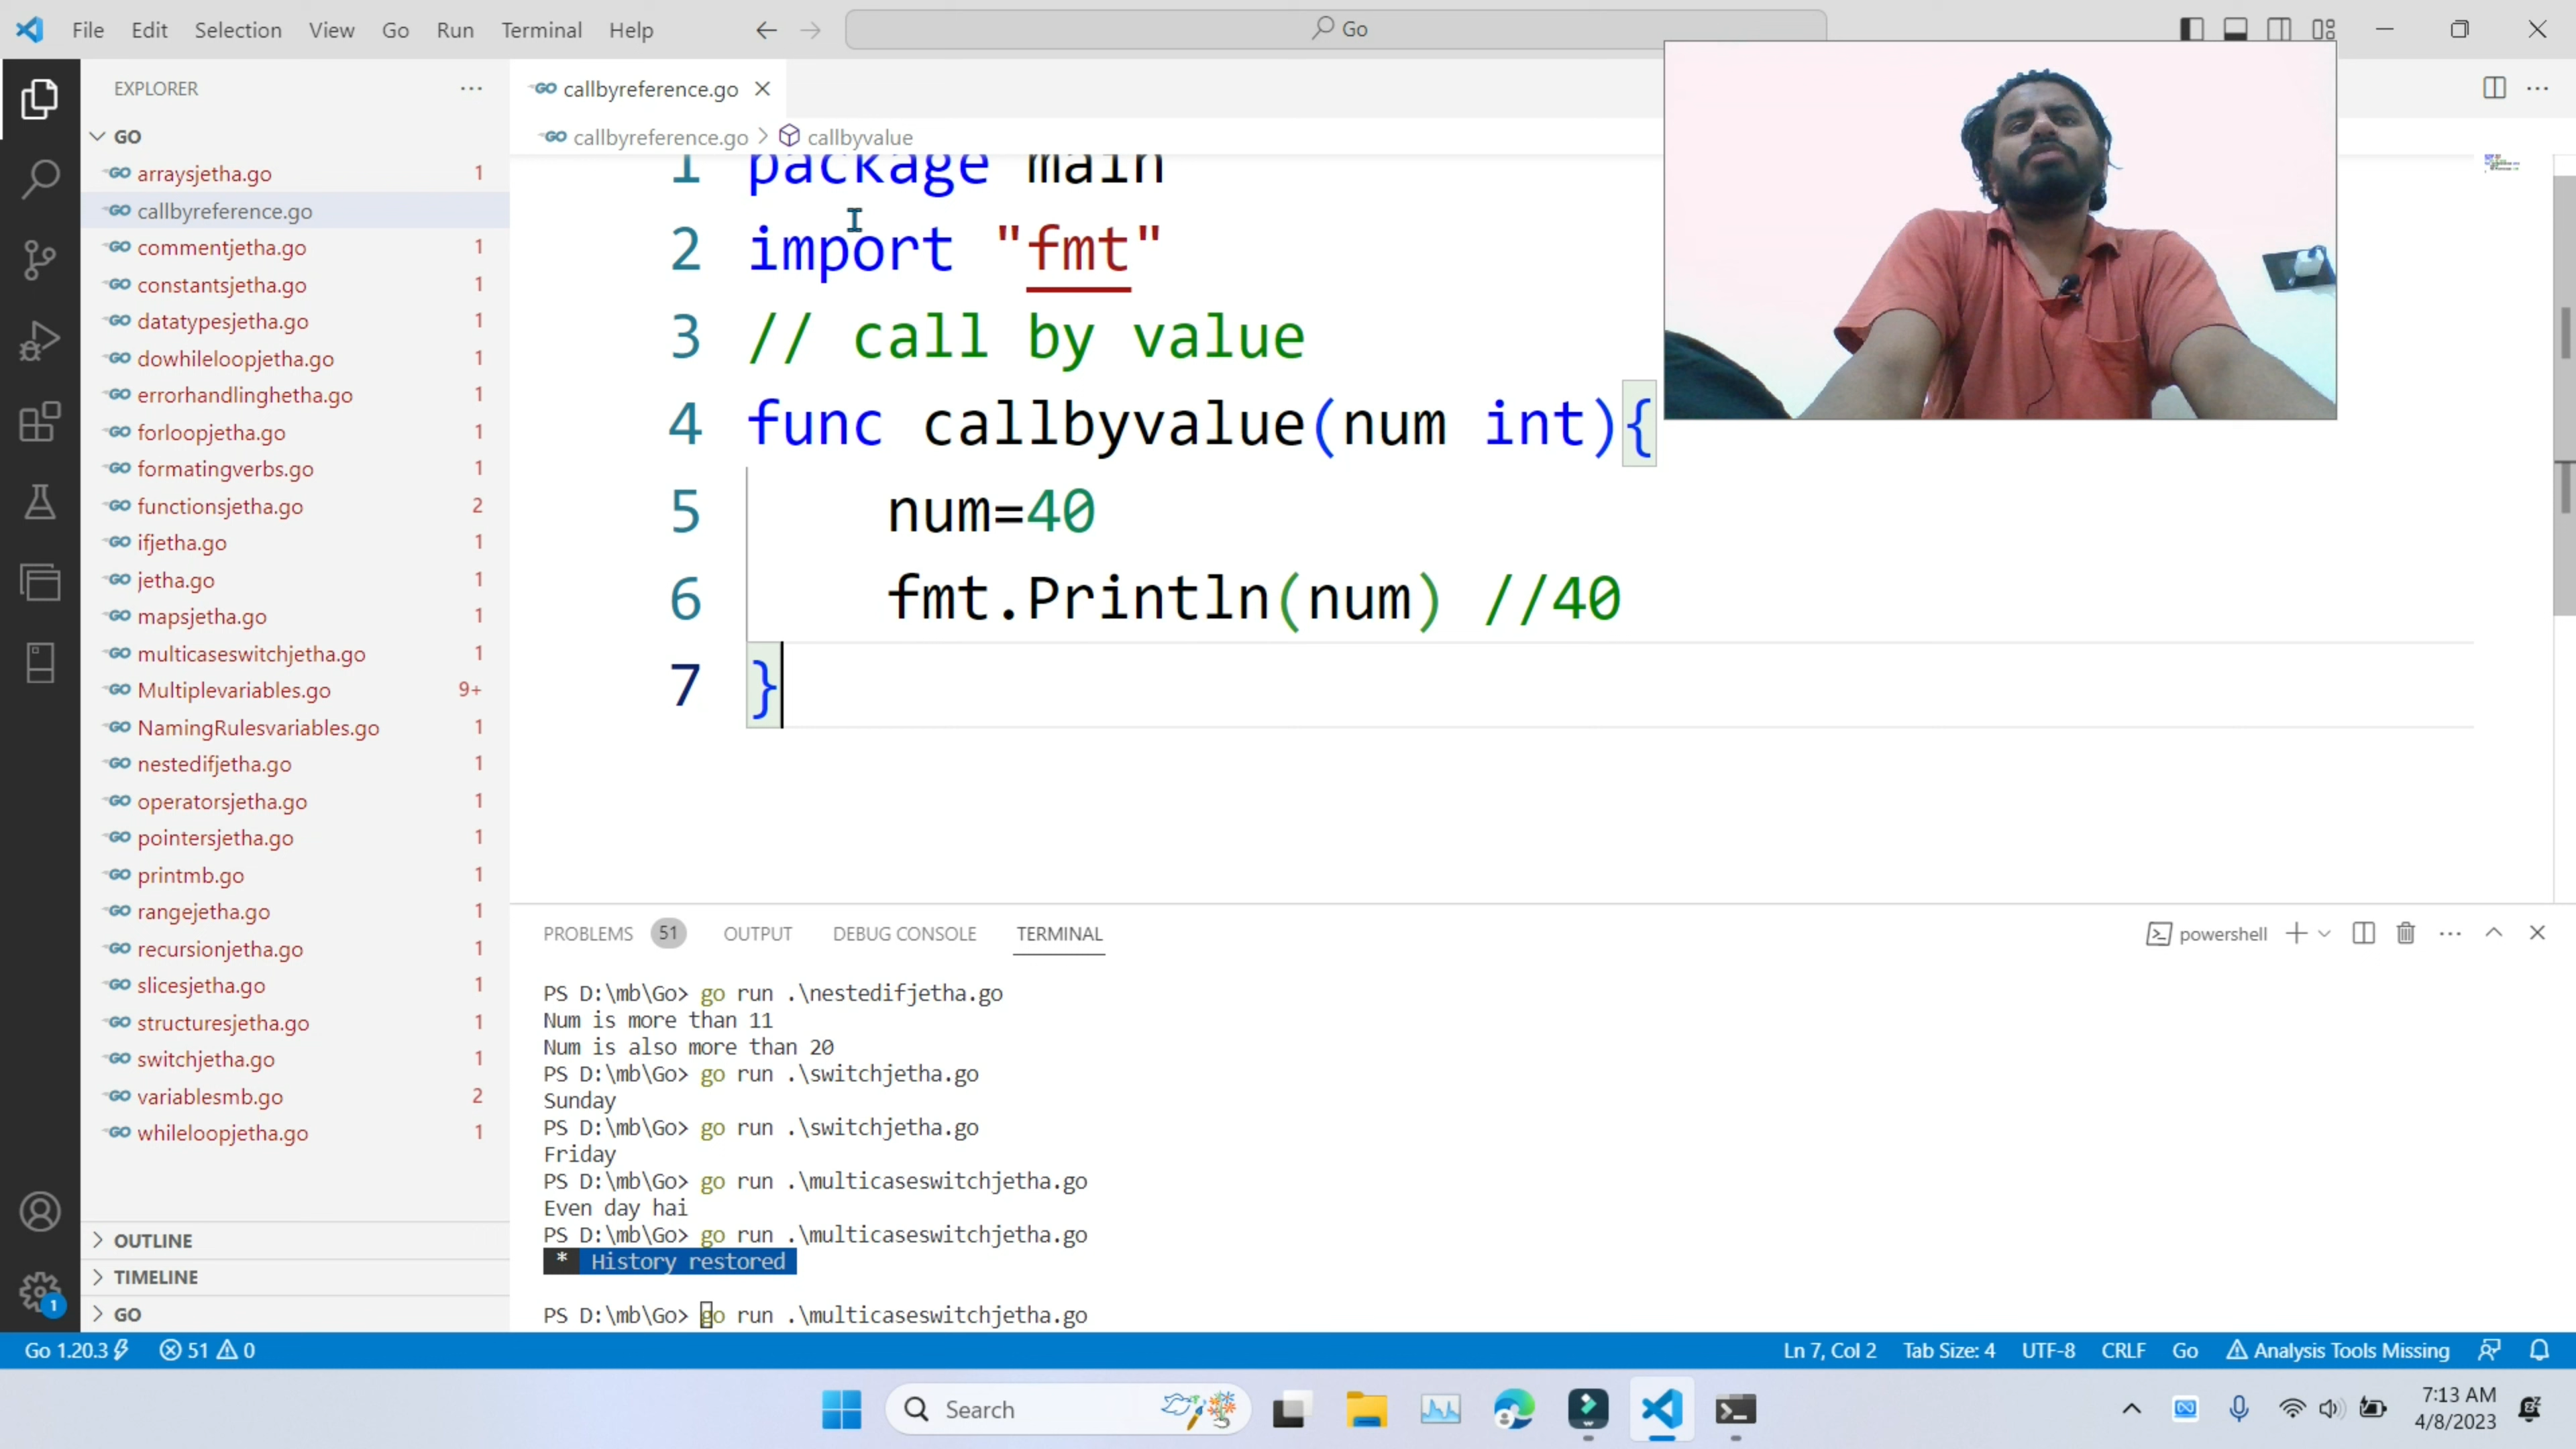 File Edit Selection View Go Run Terminal Help
Go
EXPLORER
callbyreference.go
callbyreference.go > callbyvalue
GO
arraysjetha.go 1
callbyreference.go
commentjetha.go 1
constantsjetha.go 1
datatypesjetha.go 1
dowhileloopjetha.go 1
errorhandlinghetha.go 1
forloopjetha.go 1
formatingverbs.go 1
functionsjetha.go 2
ifjetha.go 1
jetha.go 1
mapsjetha.go 1
multicaseswitchjetha.go 1
Multiplevariables.go 9+
NamingRulesvariables.go 1
nestedifjetha.go 1
operatorsjetha.go 1
pointersjetha.go 1
printmb.go 1
rangejetha.go 1
recursionjetha.go 1
slicesjetha.go 1
structuresjetha.go 1
switchjetha.go 1
variablesmb.go 2
whileloopjetha.go 1
OUTLINE
TIMELINE
GO
1 package main
2 import "fmt"
3 // call by value
4 func callbyvalue(num int){
5 num=40
6 fmt.Println(num) //40
7 }
PROBLEMS 51 OUTPUT DEBUG CONSOLE TERMINAL
powershell
PS D:\mb\Go> go run .\nestedifjetha.go
Num is more than 11
Num is also more than 20
PS D:\mb\Go> go run .\switchjetha.go
Sunday
PS D:\mb\Go> go run .\switchjetha.go
Friday
PS D:\mb\Go> go run .\multicaseswitchjetha.go
Even day hai
PS D:\mb\Go> go run .\multicaseswitchjetha.go
* History restored
PS D:\mb\Go> go run .\multicaseswitchjetha.go
1
Go 1.20.3 51 0 Ln 7, Col 2 Tab Size: 4 UTF-8 CRLF Go Analysis Tools Missing
Search
7:13 AM
4/8/2023